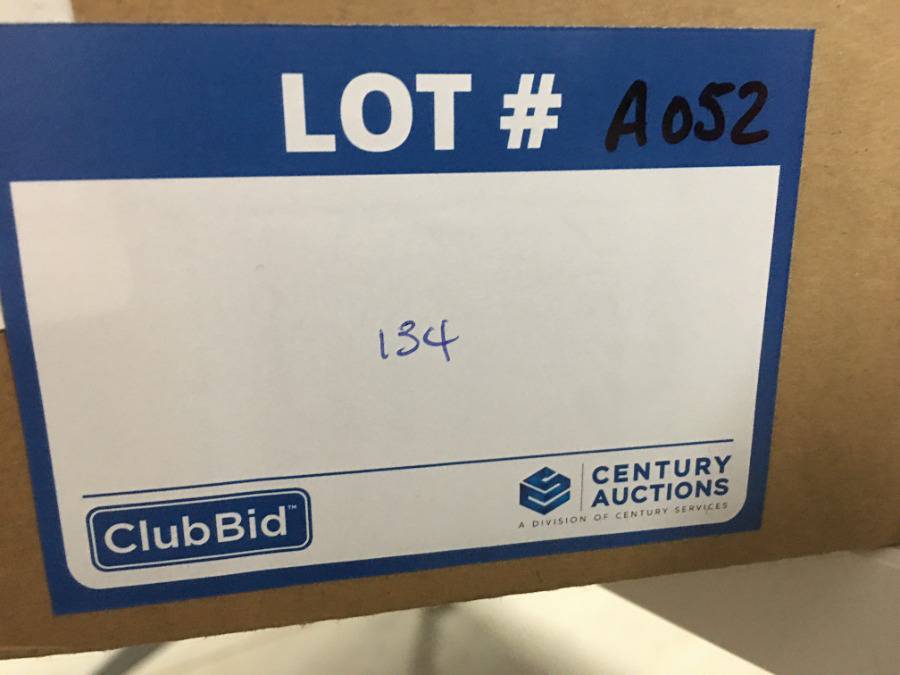 LOT # A052
134
ClubBid™
CENTURY
AUCTIONS
A DIVISION OF CENTURY SERVICES